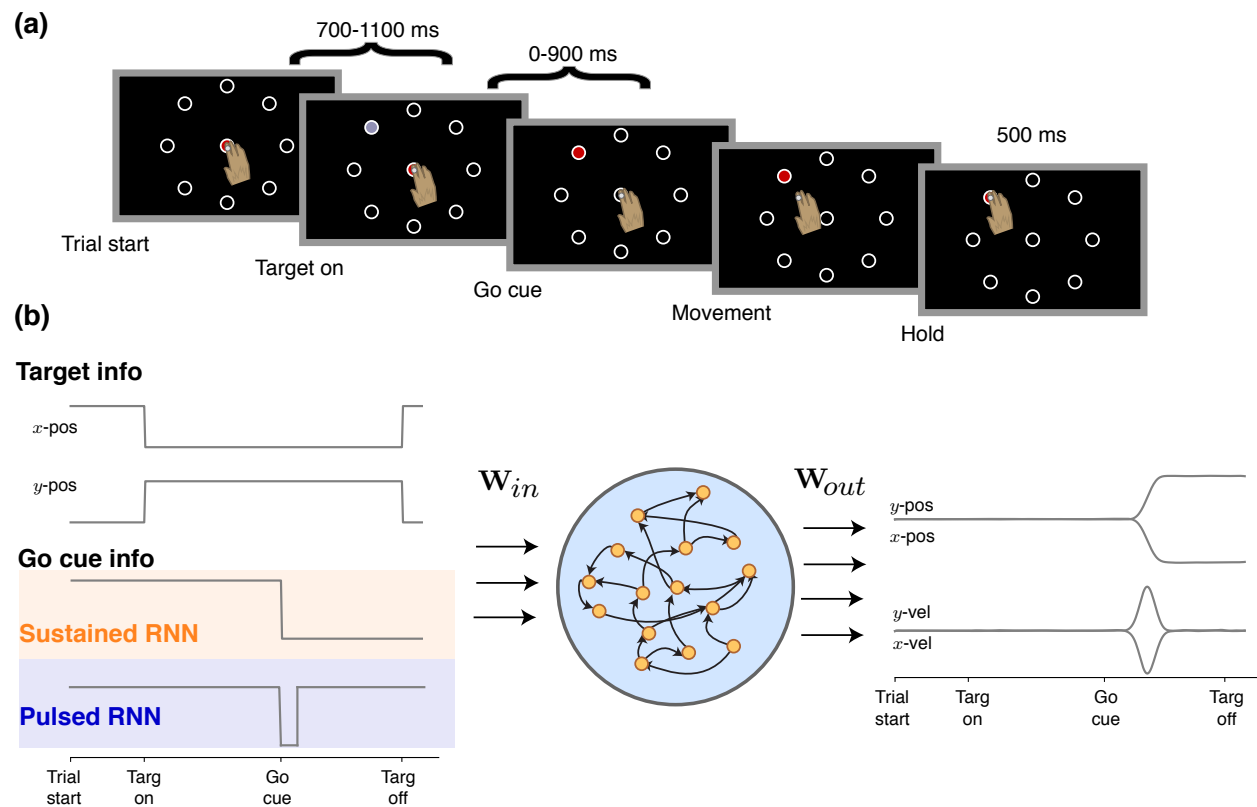 (a)
700-1100 ms
0-900 ms
500 ms
Trial start
Target on
Go cue
Movement
Hold
(b)
Target info
x-pos
y-pos
Go cue info
Sustained RNN
Pulsed RNN
Trial start
Targ on
Go cue
Targ off
W_in
W_out
y-pos
x-pos
y-vel
x-vel
Trial start
Targ on
Go cue
Targ off